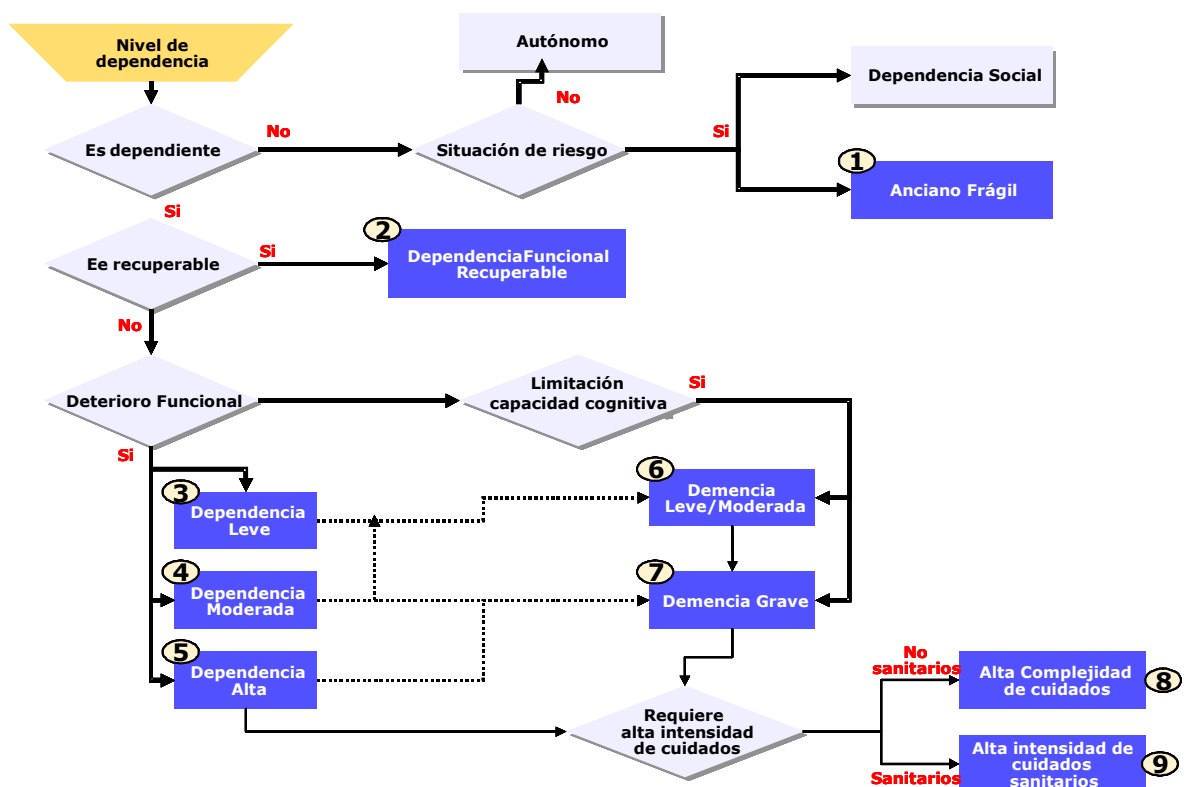 Nivel de
dependencia
Autónomo
Dependencia Social
No
No
Si
Es dependiente
Situación de riesgo
1
Anciano Frágil
Si
2
Si
Ee recuperable
DependenciaFuncional
Recuperable
No
Deterioro Funcional
Limitación
capacidad cognitiva
Si
Si
3
Dependencia
Leve
6
Demencia
Leve/Moderada
4
Dependencia
Moderada
7
Demencia Grave
5
Dependencia
Alta
Requiere
alta intensidad
de cuidados
No
sanitarios
Alta Complejidad
de cuidados
8
Sanitarios
Alta intensidad de
cuidados
sanitarios
9